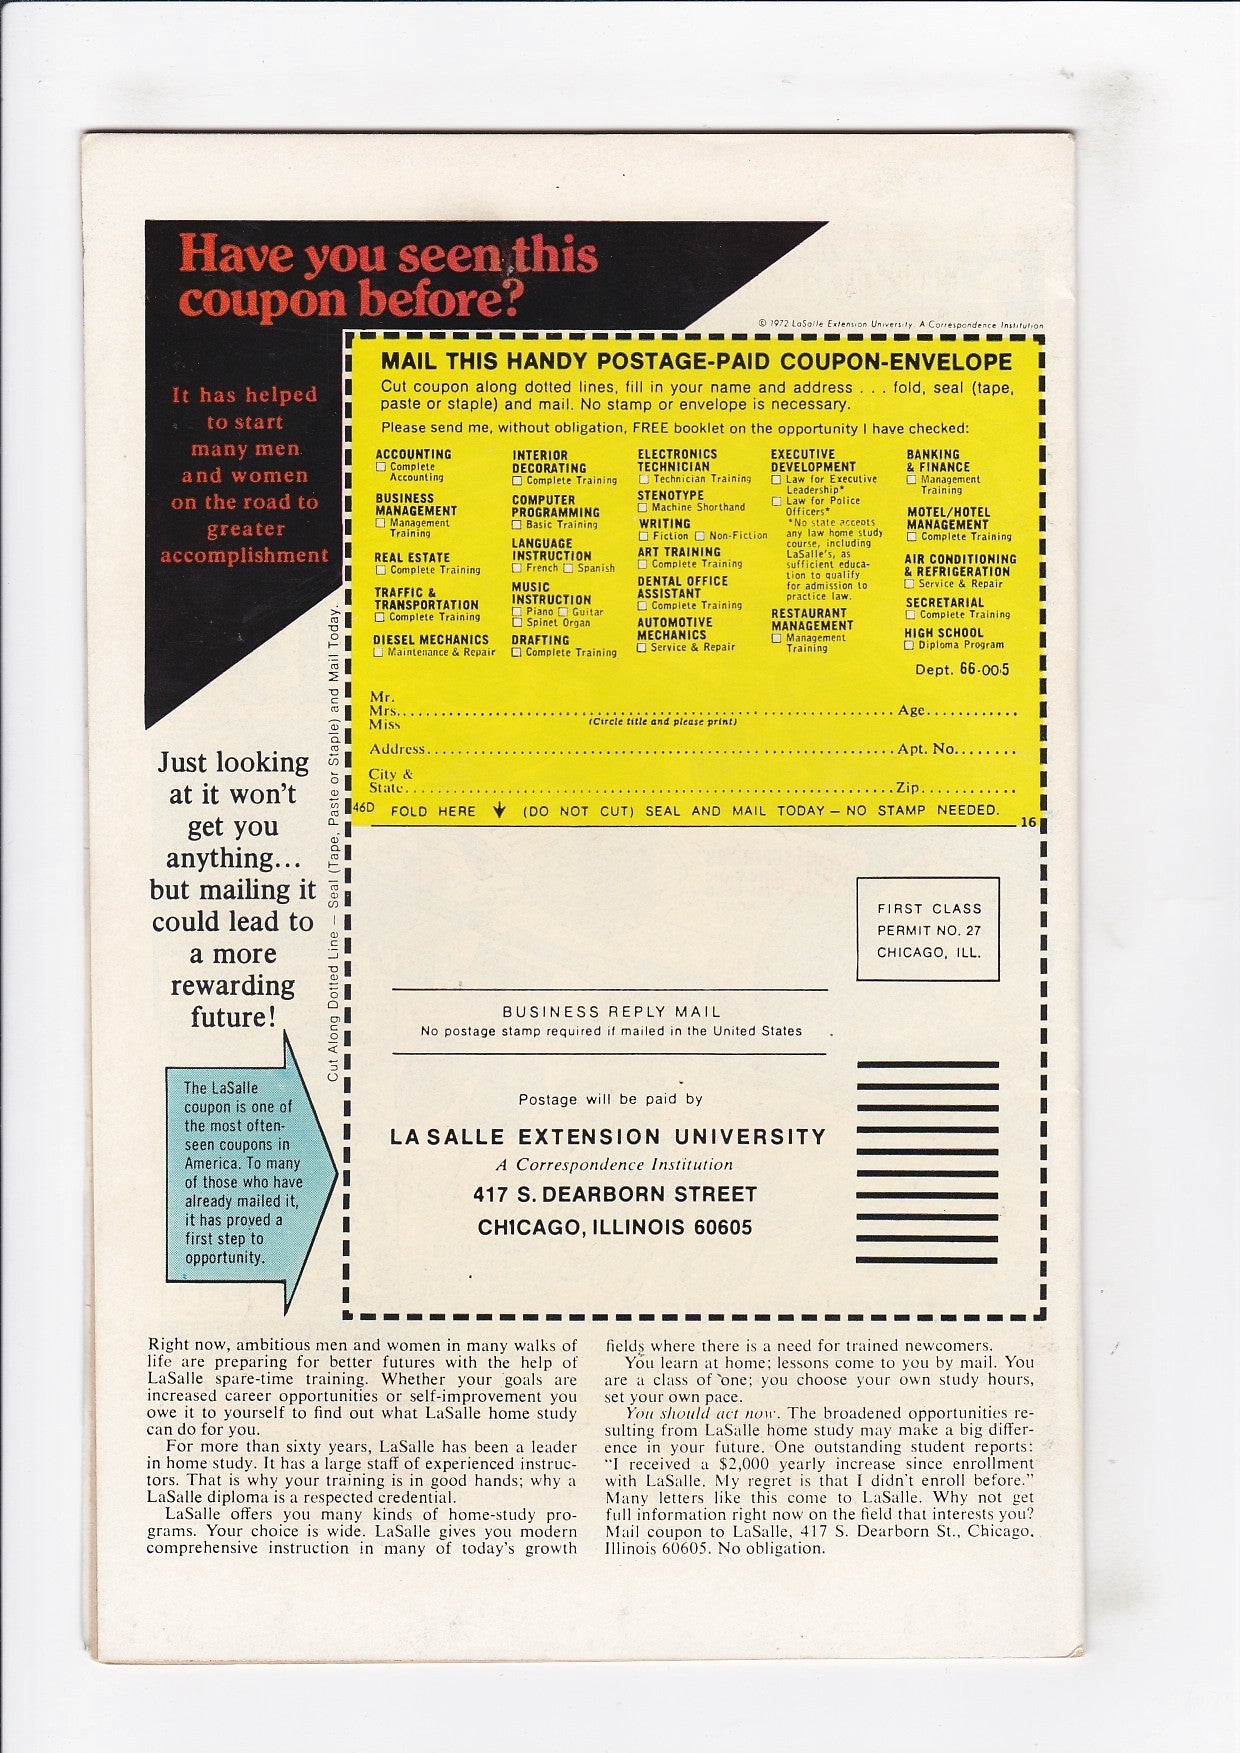 Have you seen this
coupon before?
It has helped
to start
many men
and women
on the road to
greater
accomplishment
© 1972 LaSalle Extension University. A Correspondence Institution
MAIL THIS HANDY POSTAGE-PAID COUPON-ENVELOPE
Cut coupon along dotted lines, fill in your name and address . . . fold, seal (tape,
paste or staple) and mail. No stamp or envelope is necessary.
Please send me, without obligation, FREE booklet on the opportunity I have checked:
ACCOUNTING
☐ Complete
Accounting
BUSINESS
MANAGEMENT
☐ Management
Training
REAL ESTATE
☐ Complete Training
TRAFFIC &
TRANSPORTATION
☐ Complete Training
DIESEL MECHANICS
☐ Maintenance & Repair
INTERIOR
DECORATING
☐ Complete Training
COMPUTER
PROGRAMMING
☐ Basic Training
LANGUAGE
INSTRUCTION
☐ French ☐ Spanish
MUSIC
INSTRUCTION
☐ Piano ☐ Guitar
☐ Spinet Organ
DRAFTING
☐ Complete Training
ELECTRONICS
TECHNICIAN
☐ Technician Training
STENOTYPE
☐ Machine Shorthand
WRITING
☐ Fiction ☐ Non-Fiction
ART TRAINING
☐ Complete Training
DENTAL OFFICE
ASSISTANT
☐ Complete Training
AUTOMOTIVE
MECHANICS
☐ Service & Repair
EXECUTIVE
DEVELOPMENT
☐ Law for Executive
Leadership*
☐ Law for Police
Officers*
*No state accepts
any law home study
course, including
LaSalle's, as
sufficient educa-
tion to qualify
for admission to
practice law.
RESTAURANT
MANAGEMENT
☐ Management
Training
BANKING
& FINANCE
☐ Management
Training
MOTEL/HOTEL
MANAGEMENT
☐ Complete Training
AIR CONDITIONING
& REFRIGERATION
☐ Service & Repair
SECRETARIAL
☐ Complete Training
HIGH SCHOOL
☐ Diploma Program
Dept. 66-005
Mr.
Mrs.......... Age..........
Miss (Circle title and please print)
Address.......... Apt. No........
City &
State.......... Zip..........
46D FOLD HERE ↓ (DO NOT CUT) SEAL AND MAIL TODAY – NO STAMP NEEDED.
16
Cut Along Dotted Line – Seal (Tape, Paste or Staple) and Mail Today.
Just looking
at it won't
get you
anything...
but mailing it
could lead to
a more
rewarding
future!
The LaSalle
coupon is one of
the most often-
seen coupons in
America. To many
of those who have
already mailed it,
it has proved a
first step to
opportunity.
FIRST CLASS
PERMIT NO. 27
CHICAGO, ILL.
BUSINESS REPLY MAIL
No postage stamp required if mailed in the United States
Postage will be paid by
LA SALLE EXTENSION UNIVERSITY
A Correspondence Institution
417 S. DEARBORN STREET
CHICAGO, ILLINOIS 60605
Right now, ambitious men and women in many walks of
life are preparing for better futures with the help of
LaSalle spare-time training. Whether your goals are
increased career opportunities or self-improvement you
owe it to yourself to find out what LaSalle home study
can do for you.
For more than sixty years, LaSalle has been a leader
in home study. It has a large staff of experienced instruc-
tors. That is why your training is in good hands; why a
LaSalle diploma is a respected credential.
LaSalle offers you many kinds of home-study pro-
grams. Your choice is wide. LaSalle gives you modern
comprehensive instruction in many of today's growth
fields where there is a need for trained newcomers.
You learn at home; lessons come to you by mail. You
are a class of one; you choose your own study hours,
set your own pace.
You should act now. The broadened opportunities re-
sulting from LaSalle home study may make a big differ-
ence in your future. One outstanding student reports:
"I received a $2,000 yearly increase since enrollment
with LaSalle. My regret is that I didn't enroll before."
Many letters like this come to LaSalle. Why not get
full information right now on the field that interests you?
Mail coupon to LaSalle, 417 S. Dearborn St., Chicago,
Illinois 60605. No obligation.